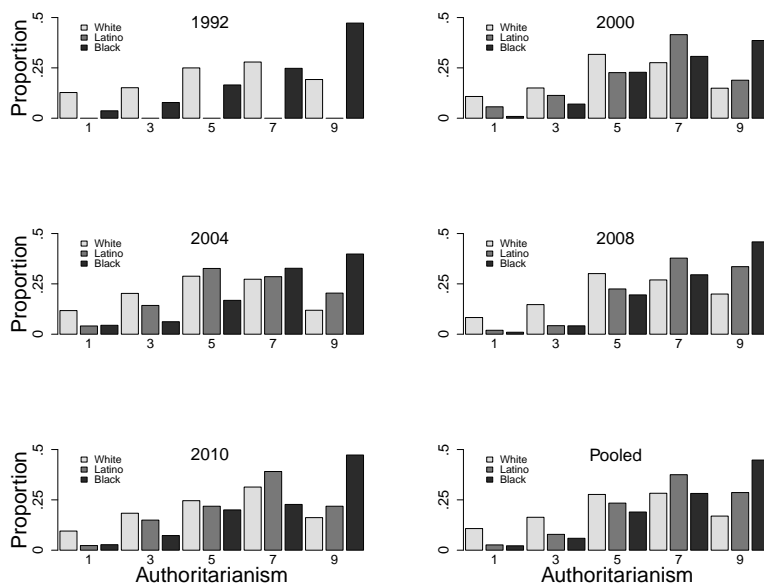 1992
White
Latino
Black
Proportion
0 .25 .5
1 3 5 7 9
2000
White
Latino
Black
0 .25 .5
1 3 5 7 9
2004
White
Latino
Black
Proportion
0 .25 .5
1 3 5 7 9
2008
White
Latino
Black
0 .25 .5
1 3 5 7 9
2010
White
Latino
Black
Proportion
0 .25 .5
1 3 5 7 9
Authoritarianism
Pooled
White
Latino
Black
0 .25 .5
1 3 5 7 9
Authoritarianism